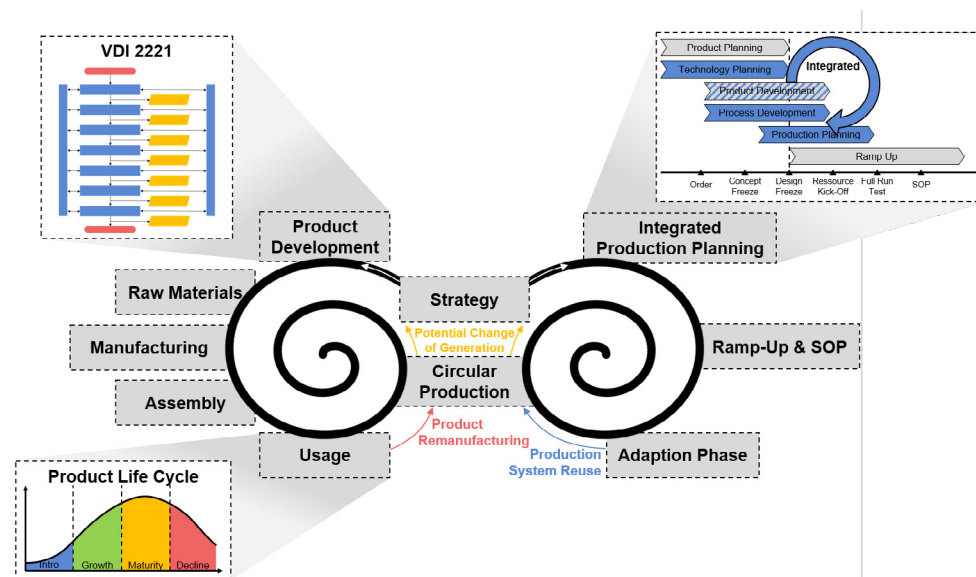 VDI 2221
Product Planning
Technology Planning
Integrated
Product Development
Process Development
Production Planning
Ramp Up
Order
Concept
Freeze
Design
Freeze
Ressource
Kick-Off
Full Run
Test
SOP
Product
Development
Integrated
Production Planning
Raw Materials
Strategy
Potential Change
of Generation
Manufacturing
Ramp-Up & SOP
Circular
Production
Assembly
Product
Remanufacturing
Usage
Production
System Reuse
Adaption Phase
Product Life Cycle
Intro
Growth
Maturity
Decline